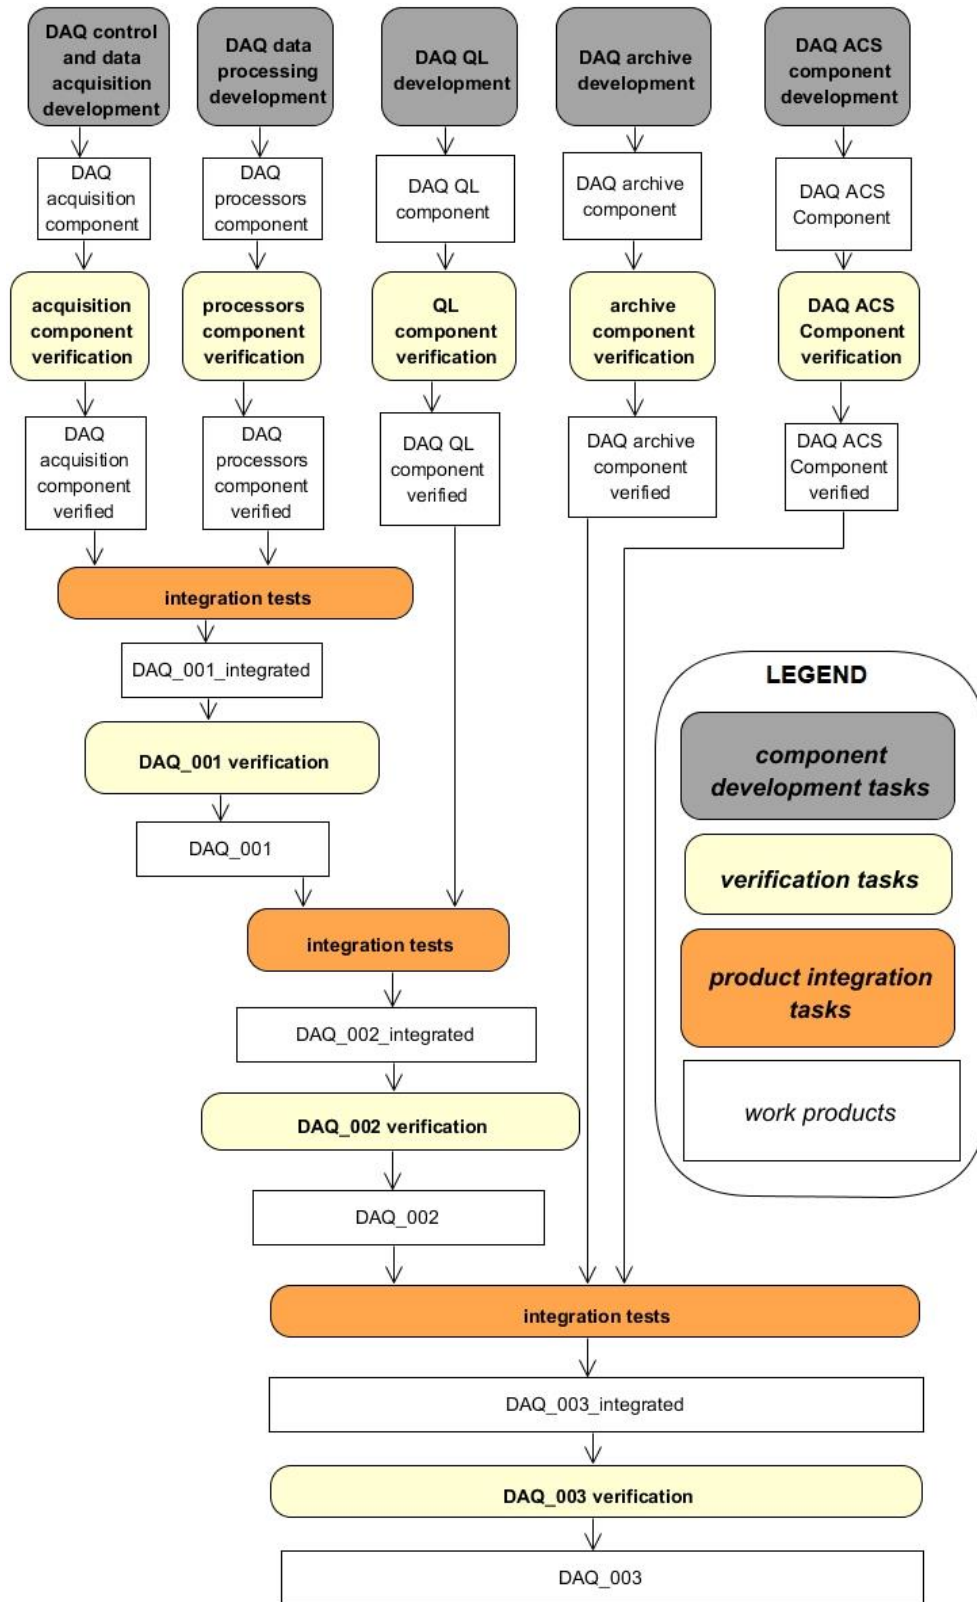 DAQ control
and data
acquisition
development
DAQ data
processing
development
DAQ QL
development
DAQ archive
development
DAQ ACS
component
development
DAQ
acquisition
component
DAQ
processors
component
DAQ QL
component
DAQ archive
component
DAQ ACS
Component
acquisition
component
verification
processors
component
verification
QL
component
verification
archive
component
verification
DAQ ACS
Component
verification
DAQ
acquisition
component
verified
DAQ
processors
component
verified
DAQ QL
component
verified
DAQ archive
component
verified
DAQ ACS
Component
verified
integration tests
DAQ_001_integrated
DAQ_001 verification
DAQ_001
integration tests
DAQ_002_integrated
DAQ_002 verification
DAQ_002
integration tests
DAQ_003_integrated
DAQ_003 verification
DAQ_003
LEGEND
component
development tasks
verification tasks
product integration
tasks
work products